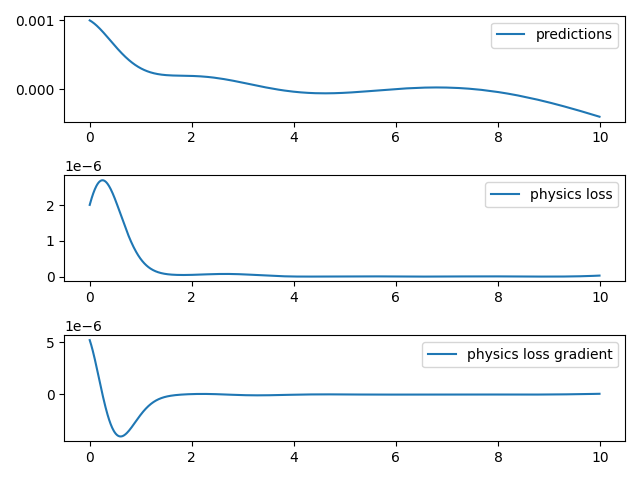 0.001
predictions
0.000
0 2 4 6 8 10
1e−6
physics loss
2
1
0
0 2 4 6 8 10
1e−6
physics loss gradient
5
0
0 2 4 6 8 10